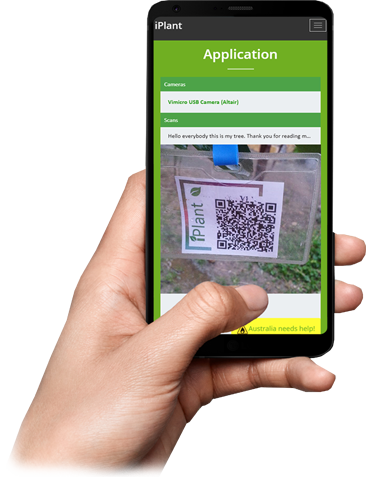 iPlant
Application
Cameras
Vimicro USB Camera (Altair)
Scans
Hello everybody this is my tree. Thank you for reading m...
iPlant
Australia needs help!